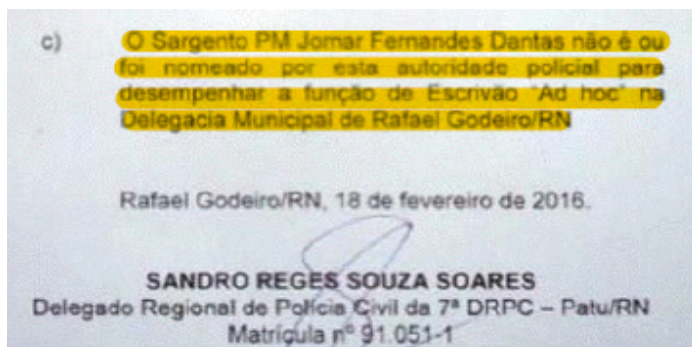 c) O Sargento PM Jomar Fernandes Dantas não é ou
foi nomeado por esta autoridade policial para
desempenhar a função de Escrivão "Ad hoc" na
Delegacia Municipal de Rafael Godeiro/RN
Rafael Godeiro/RN, 18 de fevereiro de 2016.
SANDRO REGES SOUZA SOARES
Delegado Regional de Polícia Civil da 7ª DRPC – Patu/RN
Matrícula nº 91.051-1